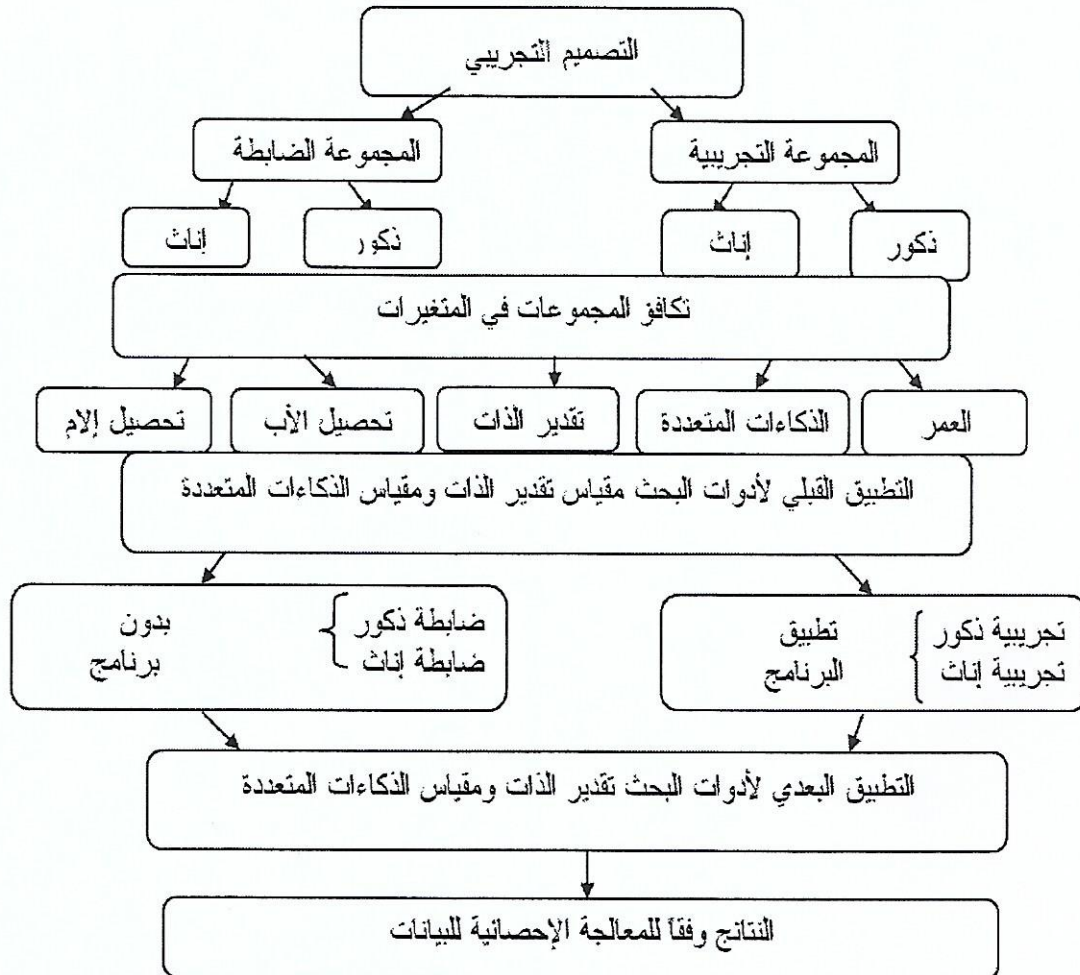 التصميم التجريبي
المجموعة التجريبية
المجموعة الضابطة
ذكور
إناث
ذكور
إناث
تكافؤ المجموعات في المتغيرات
العمر
الذكاءات المتعددة
تقدير الذات
تحصيل الأب
تحصيل إلام
التطبيق القبلي لأدوات البحث مقياس تقدير الذات ومقياس الذكاءات المتعددة
تجريبية ذكور
تجريبية إناث
تطبيق
البرنامج
ضابطة ذكور
ضابطة إناث
بدون
برنامج
التطبيق البعدي لأدوات البحث تقدير الذات ومقياس الذكاءات المتعددة
النتائج وفقاً للمعالجة الإحصائية للبيانات